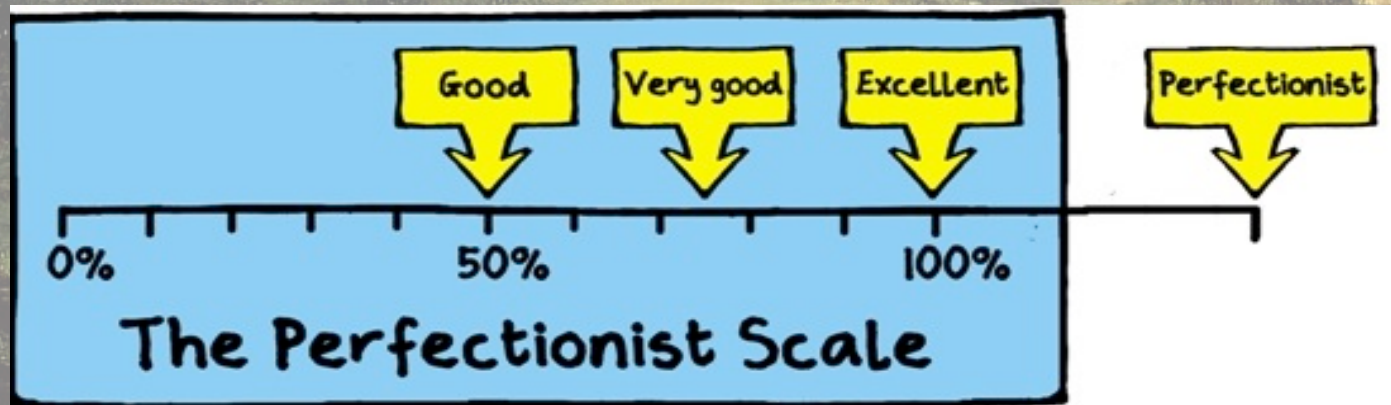 Good Very good Excellent Perfectionist
0% 50% 100%
The Perfectionist Scale